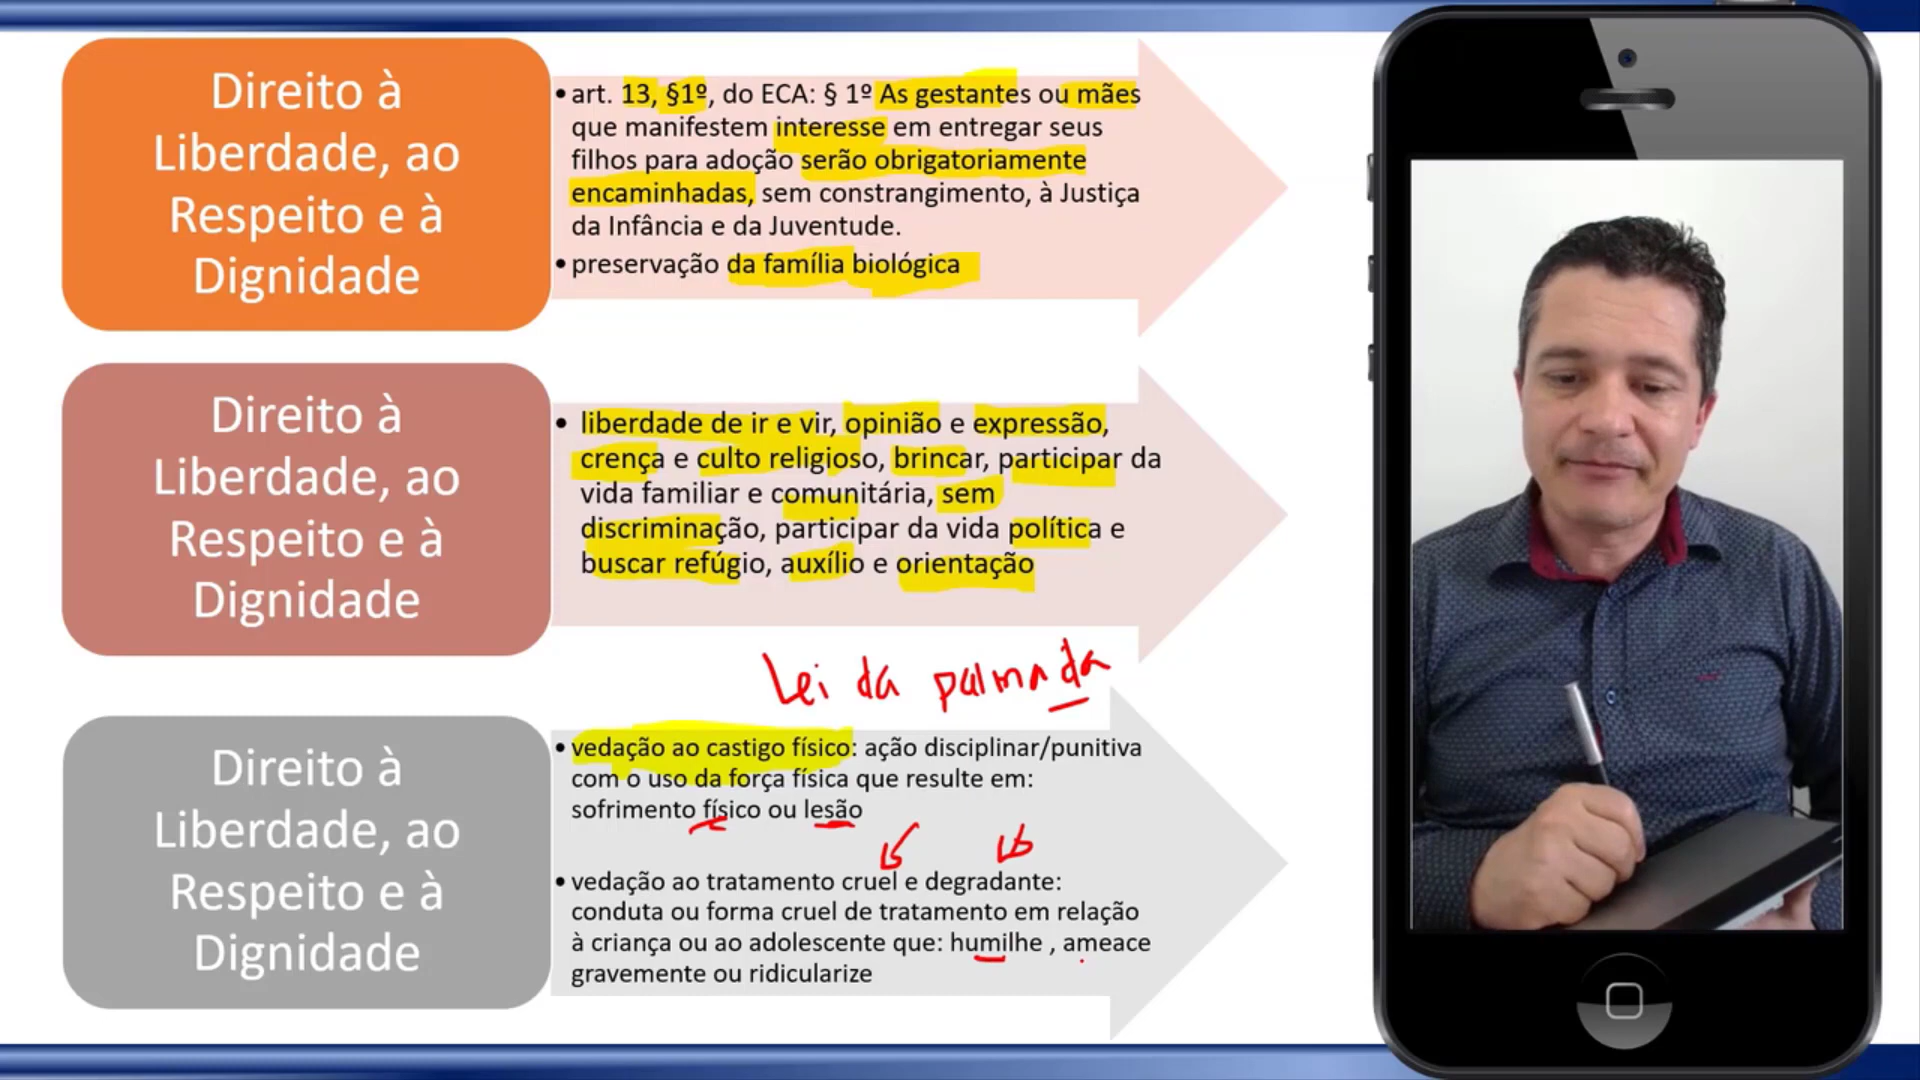 Direito à
Liberdade, ao
Respeito e à
Dignidade
• art. 13, §1º, do ECA: § 1º As gestantes ou mães
que manifestem interesse em entregar seus
filhos para adoção serão obrigatoriamente
encaminhadas, sem constrangimento, à Justiça
da Infância e da Juventude.
• preservação da família biológica
Direito à
Liberdade, ao
Respeito e à
Dignidade
• liberdade de ir e vir, opinião e expressão,
crença e culto religioso, brincar, participar da
vida familiar e comunitária, sem
discriminação, participar da vida política e
buscar refúgio, auxílio e orientação
Lei da palmada
Direito à
Liberdade, ao
Respeito e à
Dignidade
• vedação ao castigo físico: ação disciplinar/punitiva
com o uso da força física que resulte em:
sofrimento físico ou lesão
• vedação ao tratamento cruel e degradante:
conduta ou forma cruel de tratamento em relação
à criança ou ao adolescente que: humilhe , ameace
gravemente ou ridicularize